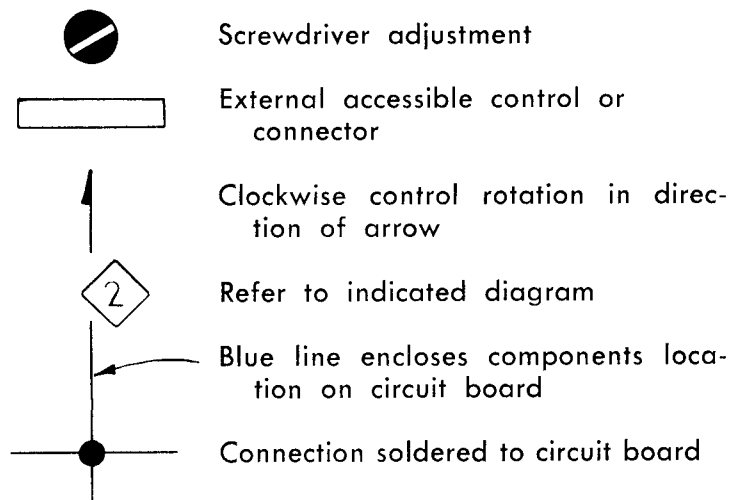 Screwdriver adjustment
External accessible control or
connector
Clockwise control rotation in direc-
tion of arrow
2
Refer to indicated diagram
Blue line encloses components loca-
tion on circuit board
Connection soldered to circuit board